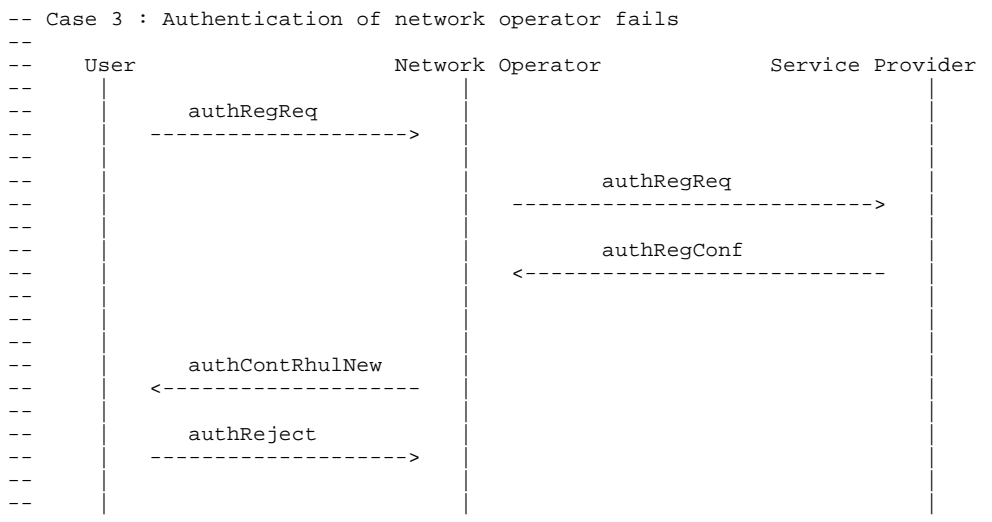 -- Case 3 : Authentication of network operator fails
--
--    User                    Network Operator             Service Provider
--     |                            |                                    |
--     |      authRegReq            |                                    |
--     |   -------------------->    |                                    |
--     |                            |                                    |
--     |                            |          authRegReq                |
--     |                            |   ---------------------------->    |
--     |                            |                                    |
--     |                            |          authRegConf               |
--     |                            |   <----------------------------    |
--     |                            |                                    |
--     |                            |                                    |
--     |                            |                                    |
--     |      authContRhulNew       |                                    |
--     |   <---------------------   |                                    |
--     |                            |                                    |
--     |      authReject            |                                    |
--     |   -------------------->    |                                    |
--     |                            |                                    |
--     |                            |                                    |